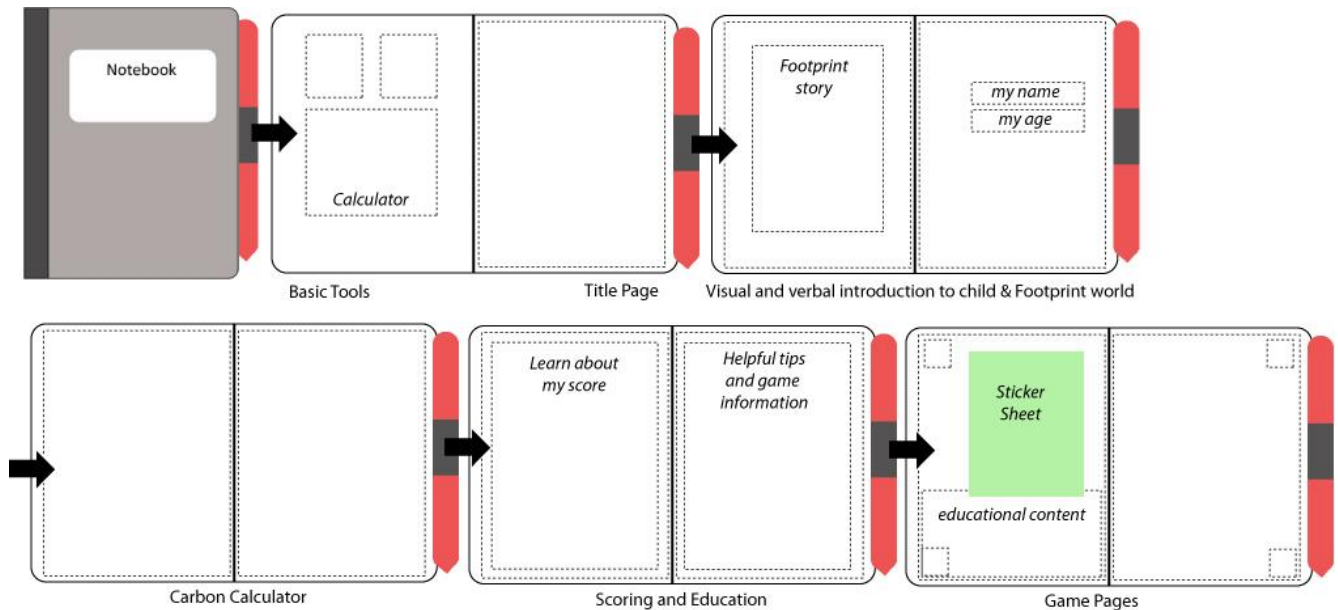 Notebook
Calculator
Footprint
story
my name
my age
Basic Tools
Title Page
Visual and verbal introduction to child & Footprint world
Learn about
my score
Helpful tips
and game
information
Sticker
Sheet
educational content
Carbon Calculator
Scoring and Education
Game Pages